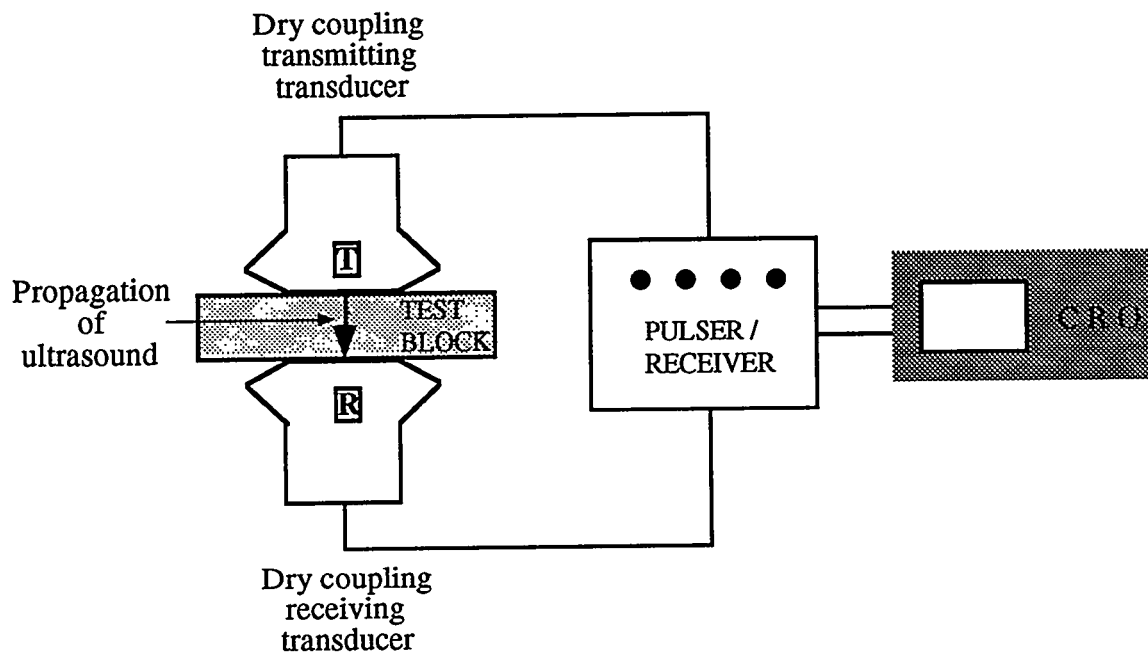 Dry coupling
transmitting
transducer
T
Propagation
of
ultrasound
TEST
BLOCK
R
PULSER /
RECEIVER
C R O
Dry coupling
receiving
transducer